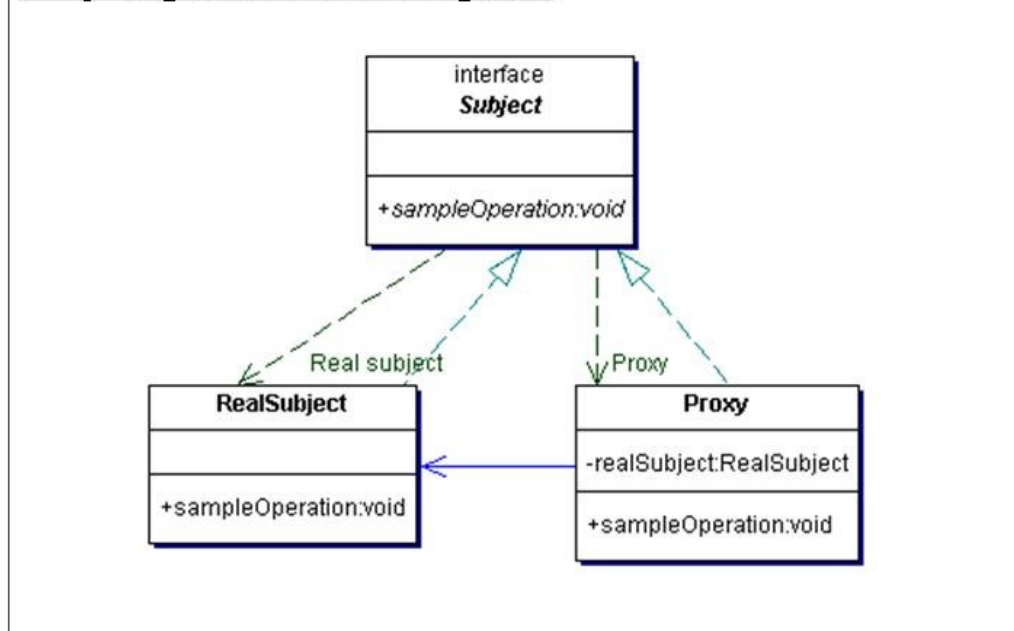 interface
Subject
+sampleOperation:void
Real subject
Proxy
RealSubject
+sampleOperation:void
Proxy
-realSubject:RealSubject
+sampleOperation:void